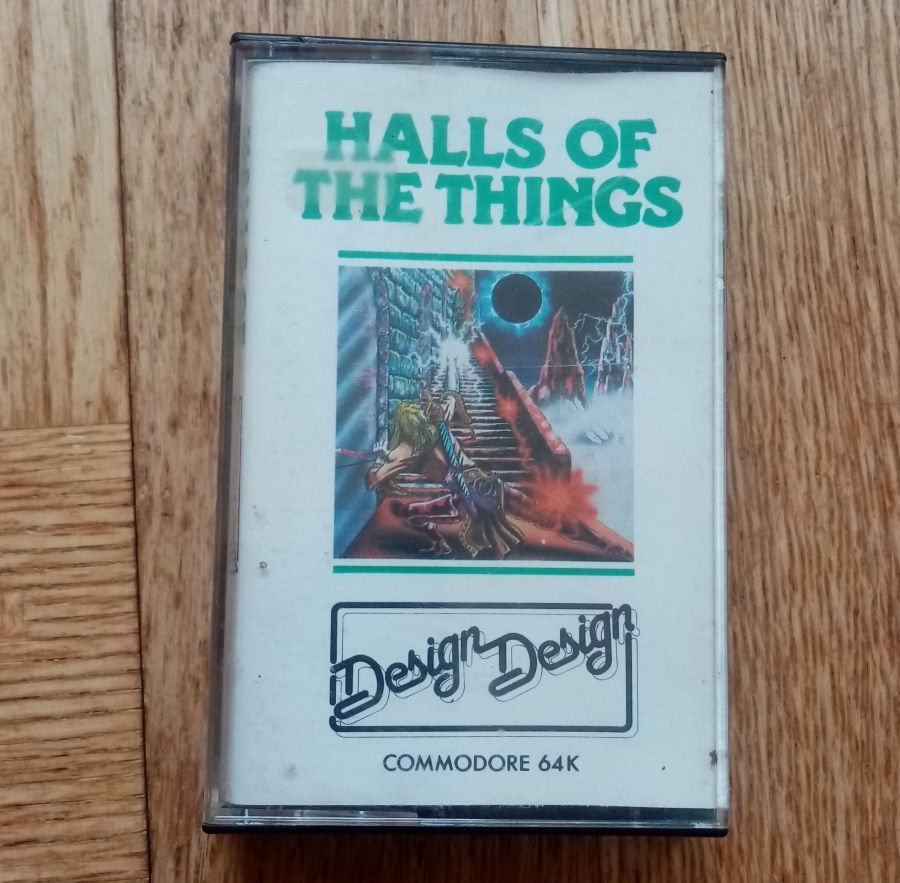 HALLS OF
THE THINGS
Design Design
COMMODORE 64K